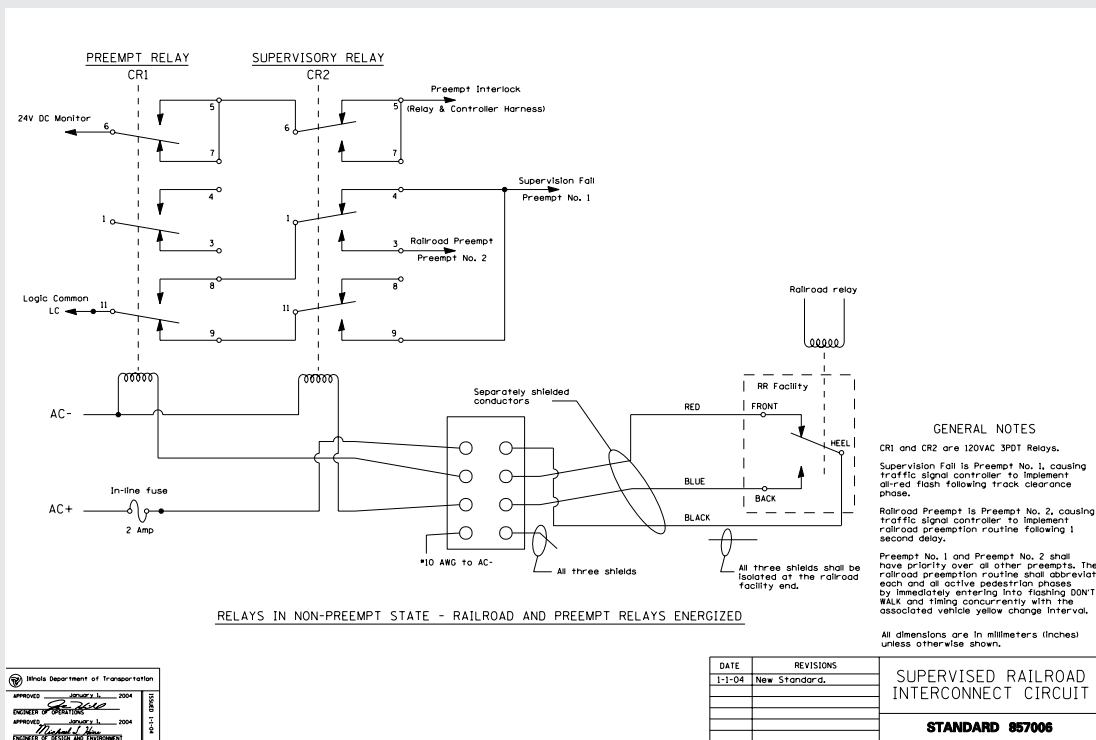 PREEMPT RELAY
CR1
SUPERVISORY RELAY
CR2
24V DC Monitor
6
5
7
6
5
7
Preempt Interlock
(Relay & Controller Harness)
1
4
3
1
4
3
Supervision Fail
Preempt No. 1
Railroad Preempt
Preempt No. 2
Logic Common
LC
11
8
9
11
8
9
Railroad relay
AC-
AC+
In-line fuse
2 Amp
Separately shielded
conductors
RED
BLUE
BLACK
RR Facility
FRONT
HEEL
BACK
*10 AWG to AC-
All three shields
All three shields shall be
isolated at the railroad
facility end.
RELAYS IN NON-PREEMPT STATE - RAILROAD AND PREEMPT RELAYS ENERGIZED
GENERAL NOTES
CR1 and CR2 are 120VAC 3PDT Relays.
Supervision Fail is Preempt No. 1, causing
traffic signal controller to implement
all-red flash following track clearance
phase.
Railroad Preempt is Preempt No. 2, causing
traffic signal controller to implement
railroad preemption routine following 1
second delay.
Preempt No. 1 and Preempt No. 2 shall
have priority over all other preempts. The
railroad preemption routine shall abbreviat
each and all active pedestrian phases
by immediately entering into flashing DON'T
WALK and timing concurrently with the
associated vehicle yellow change interval.
All dimensions are in millimeters (inches)
unless otherwise shown.
Illinois Department of Transportation
APPROVED January 1, 2004
ENGINEER OF OPERATIONS
APPROVED January 1, 2004
ENGINEER OF DESIGN AND ENVIRONMENT
ISSUED 1-1-04
DATE REVISIONS
1-1-04 New Standard.
SUPERVISED RAILROAD
INTERCONNECT CIRCUIT
STANDARD 857006